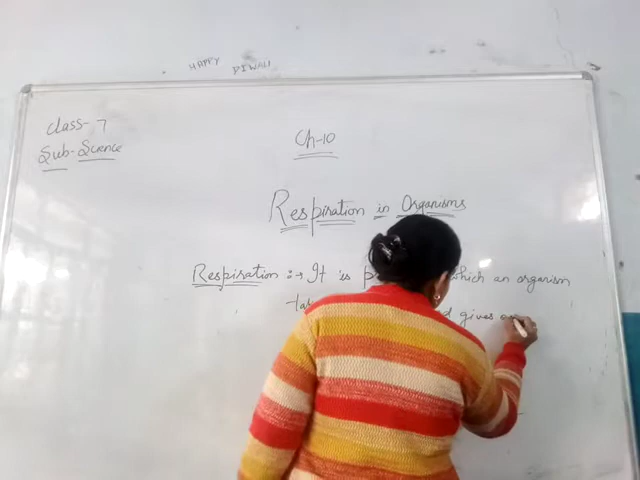 HAPPY DIWALI
Class-7
Sub-Science
Ch-10
Respiration in Organisms
Respiration :→ It is which an organism
gives